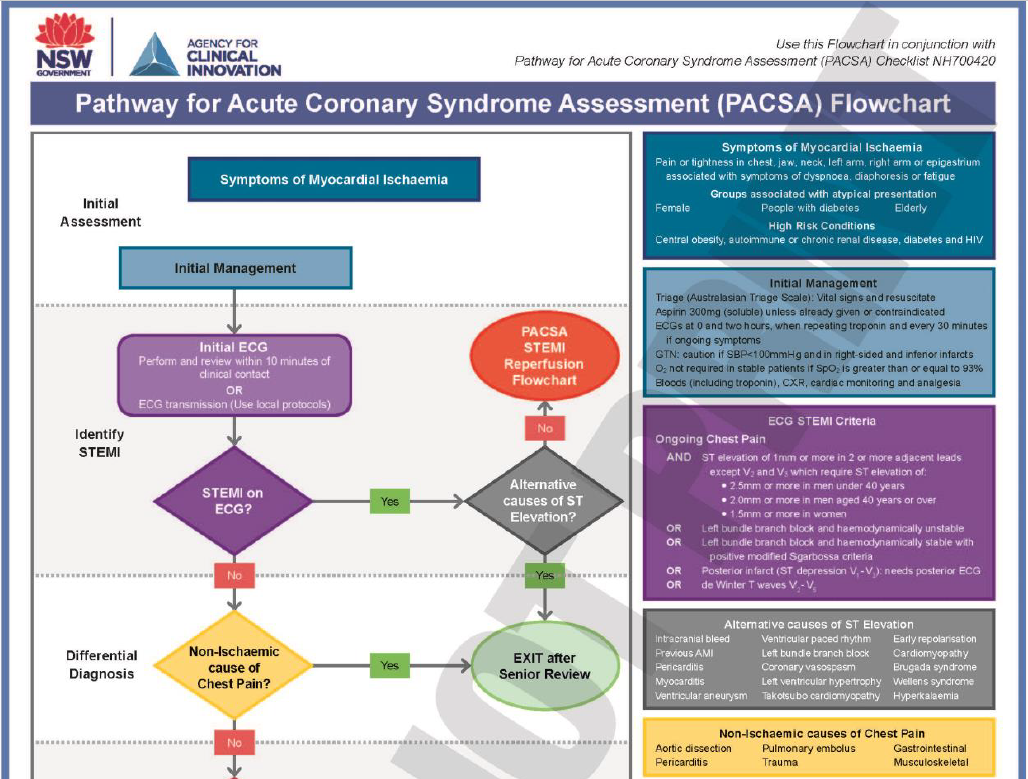 NSW
GOVERNMENT
AGENCY FOR
CLINICAL
INNOVATION
Use this Flowchart in conjunction with
Pathway for Acute Coronary Syndrome Assessment (PACSA) Checklist NH700420
Pathway for Acute Coronary Syndrome Assessment (PACSA) Flowchart
Initial
Assessment
Symptoms of Myocardial Ischaemia
Initial Management
Identify
STEMI
Initial ECG
Perform and review within 10 minutes of
clinical contact
OR
ECG transmission (Use local protocols)
PACSA
STEMI
Reperfusion
Flowchart
No
STEMI on
ECG?
Yes
Alternative
causes of ST
Elevation?
No
Yes
Differential
Diagnosis
Non-Ischaemic
cause of
Chest Pain?
Yes
EXIT after
Senior Review
No
Symptoms of Myocardial Ischaemia
Pain or tightness in chest, jaw, neck, left arm, right arm or epigastrium
associated with symptoms of dyspnoea, diaphoresis or fatigue
Groups associated with atypical presentation
Female People with diabetes Elderly
High Risk Conditions
Central obesity, autoimmune or chronic renal disease, diabetes and HIV
Initial Management
Triage (Australasian Triage Scale): Vital signs and resuscitate
Aspirin 300mg (soluble) unless already given or contraindicated
ECGs at 0 and two hours, when repeating troponin and every 30 minutes
if ongoing symptoms
GTN: caution if SBP<100mmHg and in right-sided and inferior infarcts
O₂ not required in stable patients if SpO₂ is greater than or equal to 93%
Bloods (including troponin), CXR, cardiac monitoring and analgesia
ECG STEMI Criteria
Ongoing Chest Pain
AND ST elevation of 1mm or more in 2 or more adjacent leads
except V₂ and V₃ which require ST elevation of:
• 2.5mm or more in men under 40 years
• 2.0mm or more in men aged 40 years or over
• 1.5mm or more in women
OR Left bundle branch block and haemodynamically unstable
OR Left bundle branch block and haemodynamically stable with
positive modified Sgarbossa criteria
OR Posterior infarct (ST depression V₁-V₃): needs posterior ECG
OR de Winter T waves
Alternative causes of ST Elevation
Intracranial bleed Ventricular paced rhythm Early repolarisation
Previous AMI Left bundle branch block Cardiomyopathy
Pericarditis Coronary vasospasm Brugada syndrome
Myocarditis Left ventricular hypertrophy Wellens syndrome
Ventricular aneurysm Takotsubo cardiomyopathy Hyperkalaemia
Non-Ischaemic causes of Chest Pain
Aortic dissection Pulmonary embolus Gastrointestinal
Pericarditis Trauma Musculoskeletal